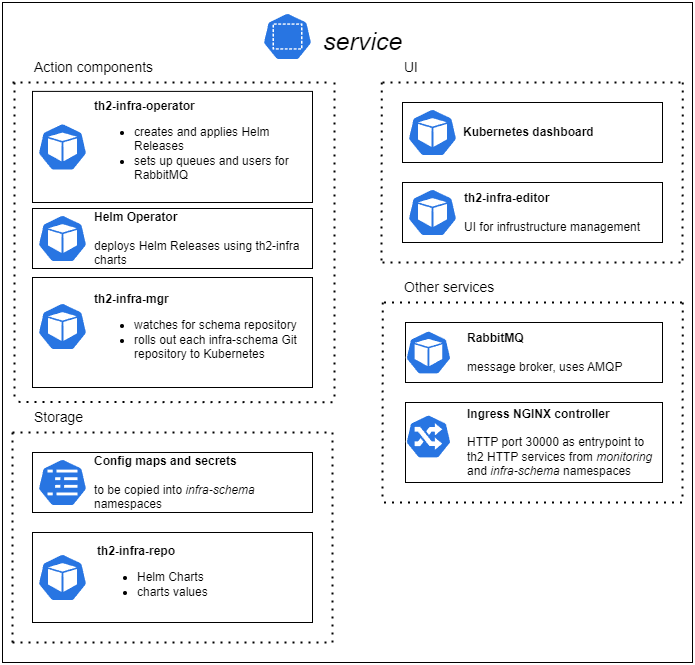 service
Action components
th2-infra-operator
creates and applies Helm
Releases
sets up queues and users for
RabbitMQ
Helm Operator
deploys Helm Releases using th2-infra
charts
th2-infra-mgr
watches for schema repository
rolls out each infra-schema Git
repository to Kubernetes
Storage
Config maps and secrets
to be copied into infra-schema
namespaces
th2-infra-repo
Helm Charts
charts values
UI
Kubernetes dashboard
th2-infra-editor
UI for infrustructure management
Other services
RabbitMQ
message broker, uses AMQP
Ingress NGINX controller
HTTP port 30000 as entrypoint to
th2 HTTP services from monitoring
and infra-schema namespaces